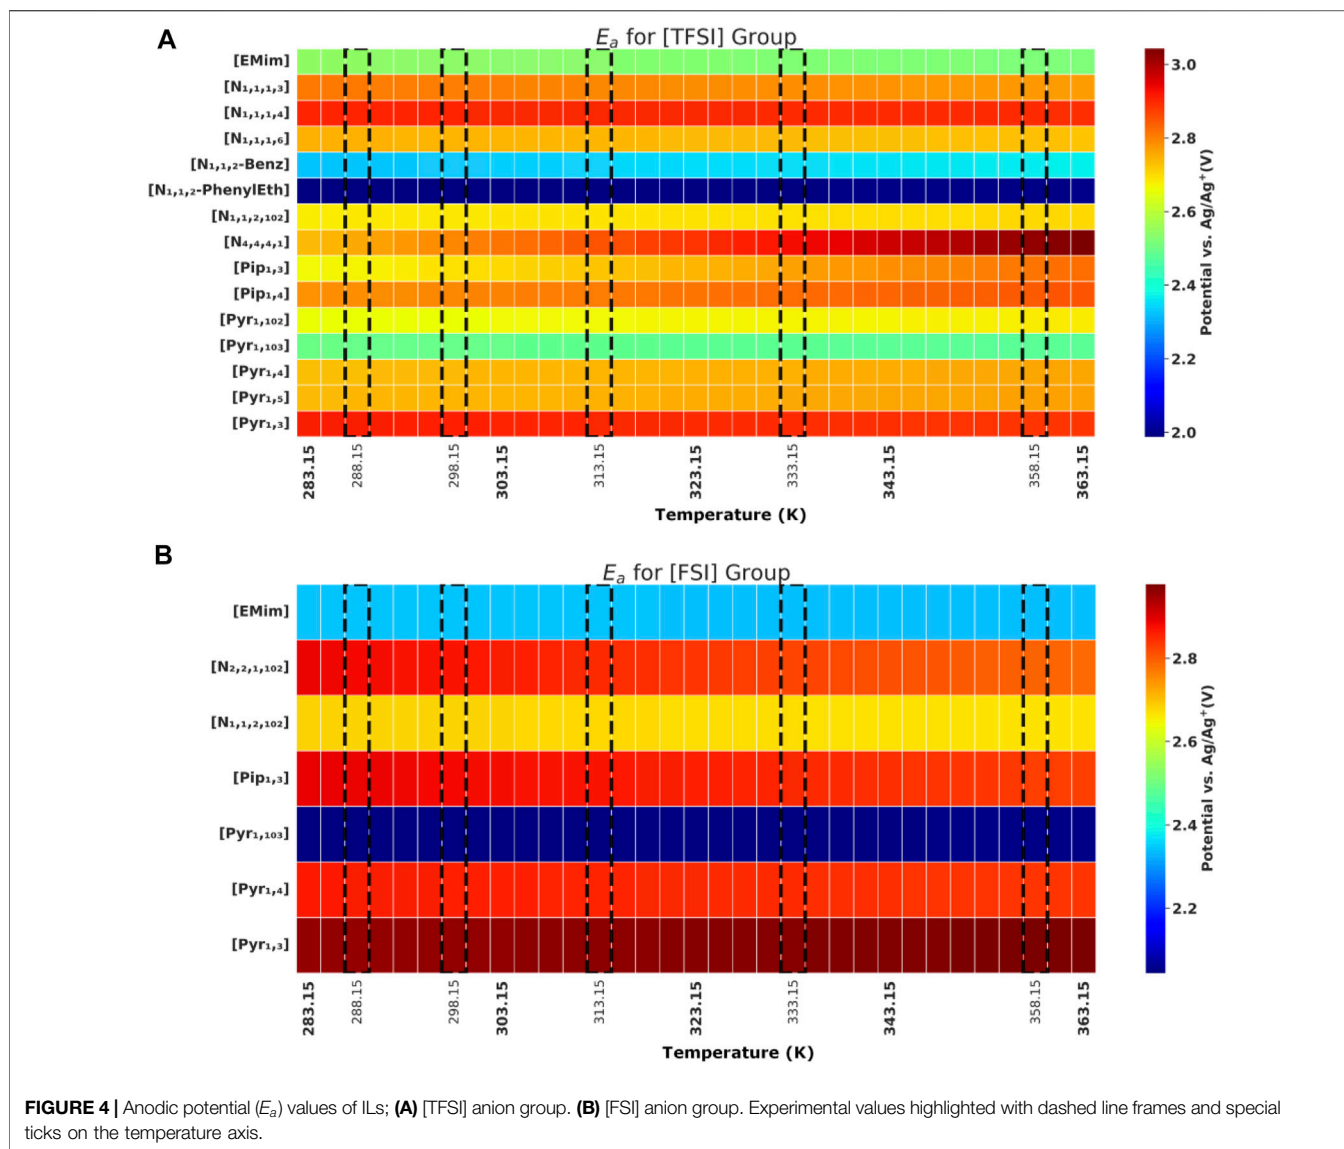 A
Eₐ for [TFSI] Group
[EMim]
[N₁,₁,₁,₃]
[N₁,₁,₁,₄]
[N₁,₁,₁,₆]
[N₁,₁,₂-Benz]
[N₁,₁,₂-PhenylEth]
[N₁,₁,₂,₁₀₂]
[N₄,₄,₄,₁]
[Pip₁,₃]
[Pip₁,₄]
[Pyr₁,₁₀₂]
[Pyr₁,₁₀₃]
[Pyr₁,₄]
[Pyr₁,₅]
[Pyr₁,₃]
283.15 288.15 298.15 303.15 313.15 323.15 333.15 343.15 358.15 363.15
Temperature (K)
3.0
2.8
2.6
2.4
2.2
2.0
Potential vs. Ag/Ag⁺(V)
B
Eₐ for [FSI] Group
[EMim]
[N₂,₂,₁,₁₀₂]
[N₁,₁,₂,₁₀₂]
[Pip₁,₃]
[Pyr₁,₁₀₃]
[Pyr₁,₄]
[Pyr₁,₃]
283.15 288.15 298.15 303.15 313.15 323.15 333.15 343.15 358.15 363.15
Temperature (K)
2.8
2.6
2.4
2.2
Potential vs. Ag/Ag⁺(V)
FIGURE 4 | Anodic potential (Eₐ) values of ILs; (A) [TFSI] anion group. (B) [FSI] anion group. Experimental values highlighted with dashed line frames and special
ticks on the temperature axis.